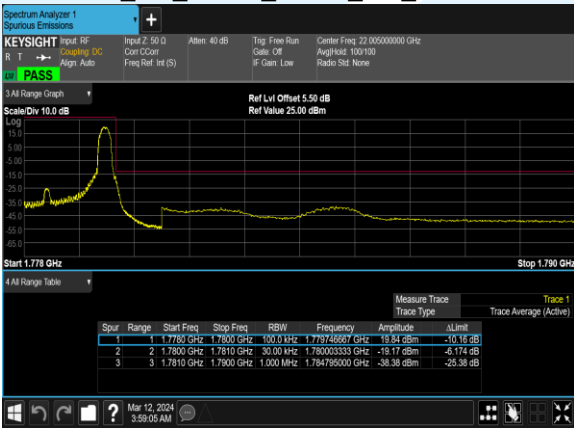 Spectrum Analyzer 1
Spurious Emissions
+
KEYSIGHT Input: RF Input Z: 50 Ω Atten: 40 dB Trig: Free Run Center Freq: 22.005000000 GHz
R T Coupling: DC Corr CCorr Gate: Off Avg|Hold: 100/100
Align: Auto Freq Ref: Int (S) IF Gain: Low Radio Std: None
PASS
3 All Range Graph
Ref Lvl Offset 5.50 dB
Scale/Div 10.0 dB Ref Value 25.00 dBm
Log
15.0
5.00
-5.00
-15.0
-25.0
-35.0
-45.0
-55.0
-65.0
Start 1.778 GHz Stop 1.790 GHz
4 All Range Table
Measure Trace Trace 1
Trace Type Trace Average (Active)
Spur Range Start Freq Stop Freq RBW Frequency Amplitude ΔLimit
1 1 1.7780 GHz 1.7800 GHz 100.0 kHz 1.779746667 GHz 19.84 dBm -10.16 dB
2 2 1.7800 GHz 1.7810 GHz 30.00 kHz 1.780003333 GHz -19.17 dBm -6.174 dB
3 3 1.7810 GHz 1.7900 GHz 1.000 MHz 1.784795000 GHz -38.38 dBm -25.38 dB
? Mar 12, 2024
3:59:05 AM